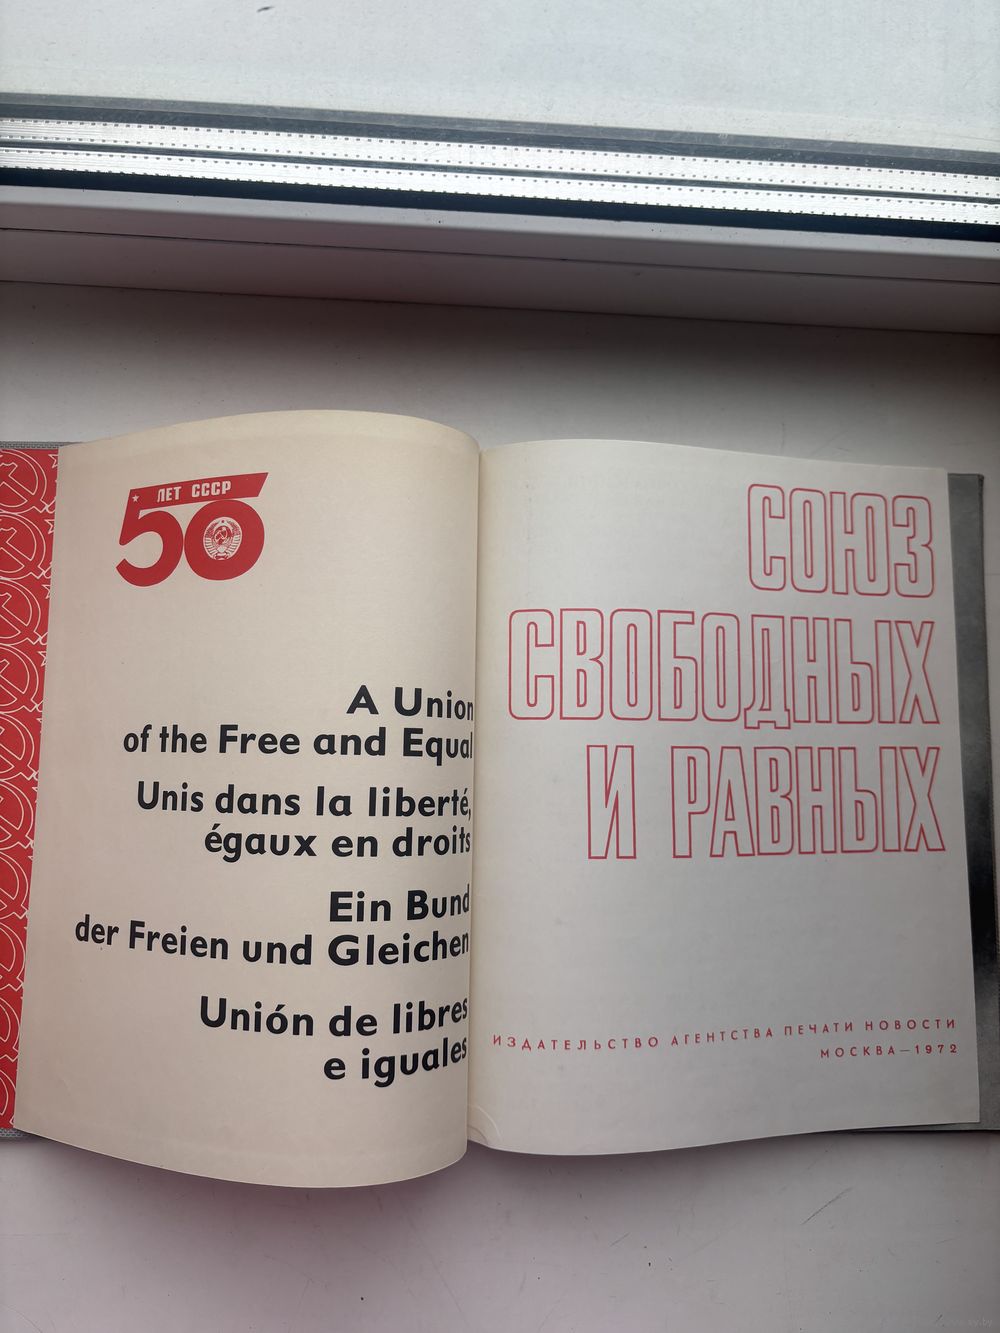 ЛЕТ СССР
50
A Union
of the Free and Equal
Unis dans la liberté,
égaux en droits
Ein Bund
der Freien und Gleichen
Unión de libres
e iguales
СОЮЗ
СВОБОДНЫХ
И РАВНЫХ
ИЗДАТЕЛЬСТВО АГЕНТСТВА ПЕЧАТИ НОВОСТИ
МОСКВА—1972